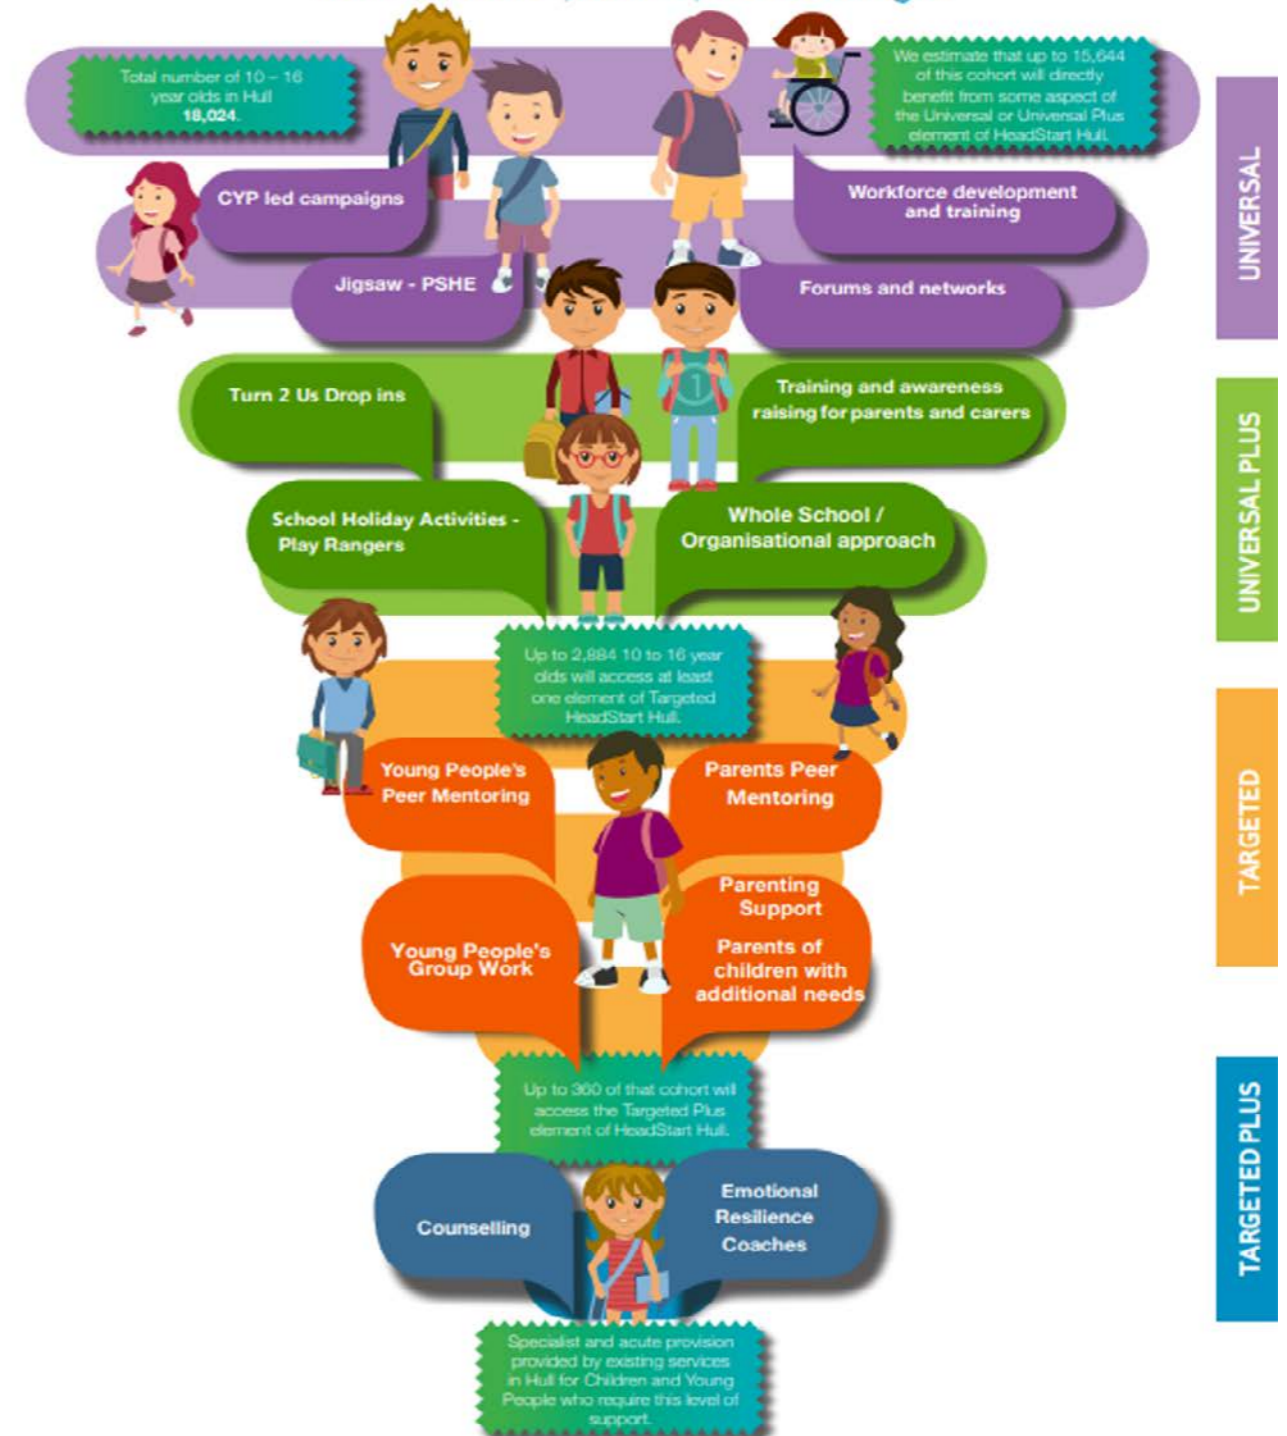 Total number of 10 – 16
year olds in Hull
18,024.
We estimate that up to 15,644
of this cohort will directly
benefit from some aspect of
the Universal or Universal Plus
element of HeadStart Hull.
CYP led campaigns
Workforce development
and training
Jigsaw - PSHE
Forums and networks
UNIVERSAL
Turn 2 Us Drop ins
Training and awareness
raising for parents and carers
School Holiday Activities -
Play Rangers
Whole School /
Organisational approach
UNIVERSAL PLUS
1
Up to 2,884 10 to 16 year
olds will access at least
one element of Targeted
HeadStart Hull.
Young People's
Peer Mentoring
Parents Peer
Mentoring
Young People's
Group Work
Parenting
Support
Parents of
children with
additional needs
TARGETED
Up to 360 of that cohort will
access the Targeted Plus
element of HeadStart Hull.
Counselling
Emotional
Resilience
Coaches
TARGETED PLUS
Specialist and acute provision
provided by existing services
in Hull for Children and Young
People who require this level of
support.